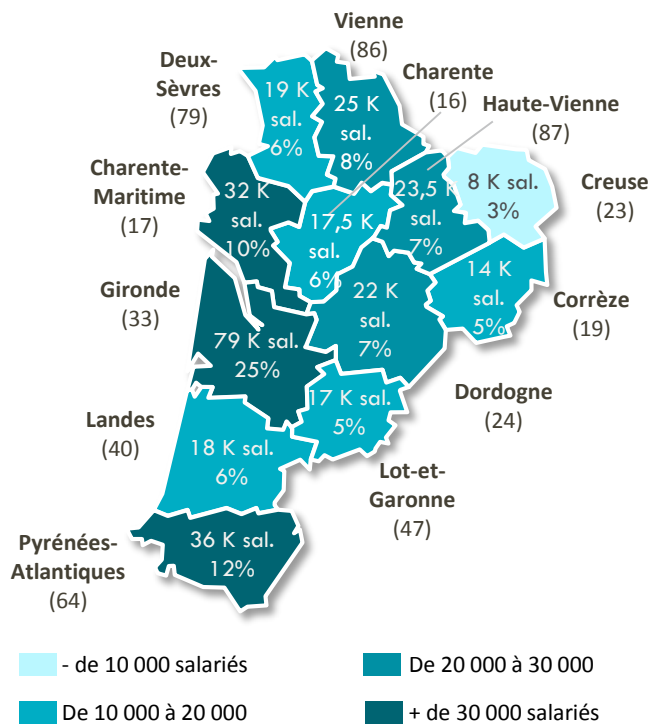 Vienne
(86)
Deux-
Sèvres
(79)
Charente
(16)
Haute-Vienne
(87)
19 K
sal.
6%
25 K
sal.
8%
Charente-
Maritime
(17)
32 K
sal.
10%
17,5 K
sal.
6%
23,5 K
sal.
7%
8 K sal.
3%
Creuse
(23)
Gironde
(33)
22 K
sal.
7%
14 K
sal.
5%
Corrèze
(19)
79 K sal.
25%
Dordogne
(24)
Landes
(40)
17 K sal.
5%
18 K sal.
6%
Lot-et-
Garonne
(47)
Pyrénées-
Atlantiques
(64)
36 K sal.
12%
- de 10 000 salariés
De 20 000 à 30 000
De 10 000 à 20 000
+ de 30 000 salariés